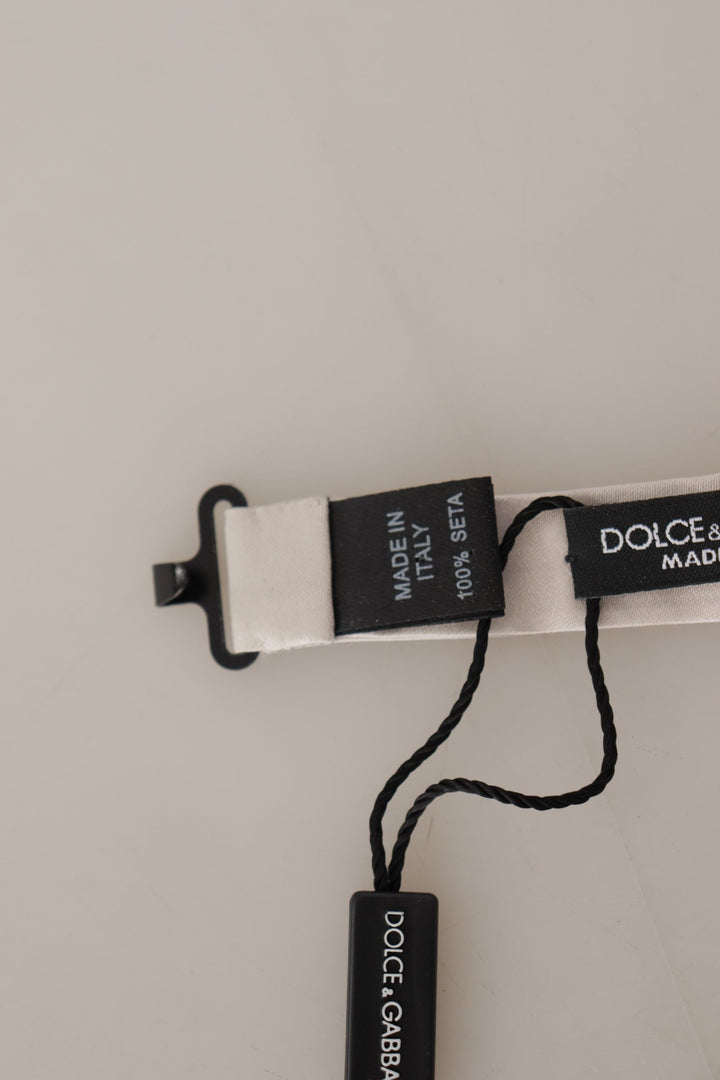 MADE IN
ITALY
100% SETA
DOLCE &
MADE
DOLCE & GABBA